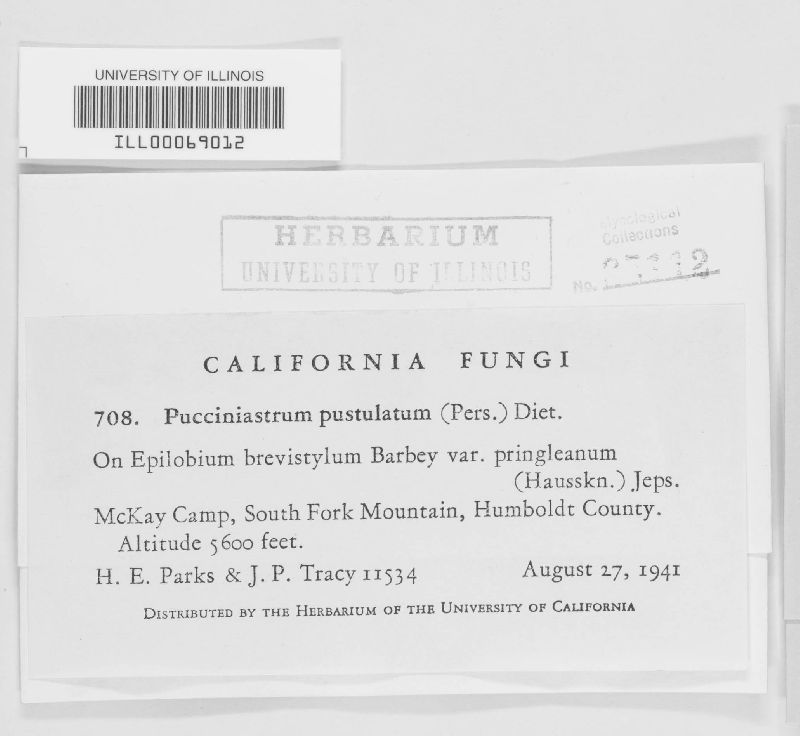 UNIVERSITY OF ILLINOIS
ILL00069012
HERBARIUM
UNIVERSITY OF ILLINOIS
Mycological
Collections
No.
CALIFORNIA FUNGI
708. Pucciniastrum pustulatum (Pers.) Diet.
On Epilobium brevistylum Barbey var. pringleanum
(Hausskn.) Jeps.
McKay Camp, South Fork Mountain, Humboldt County.
Altitude 5600 feet.
H. E. Parks & J. P. Tracy 11534 August 27, 1941
DISTRIBUTED BY THE HERBARIUM OF THE UNIVERSITY OF CALIFORNIA